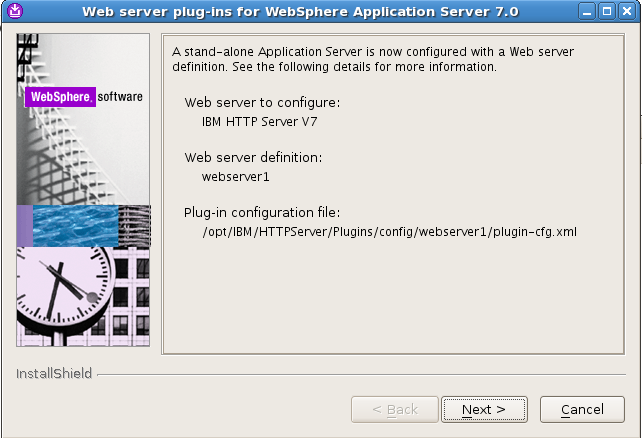 Web server plug-ins for WebSphere Application Server 7.0
WebSphere. software
A stand-alone Application Server is now configured with a Web server
definition. See the following details for more information.
Web server to configure:
IBM HTTP Server V7
Web server definition:
webserver1
Plug-in configuration file:
/opt/IBM/HTTPServer/Plugins/config/webserver1/plugin-cfg.xml
InstallShield
< Back
Next >
Cancel